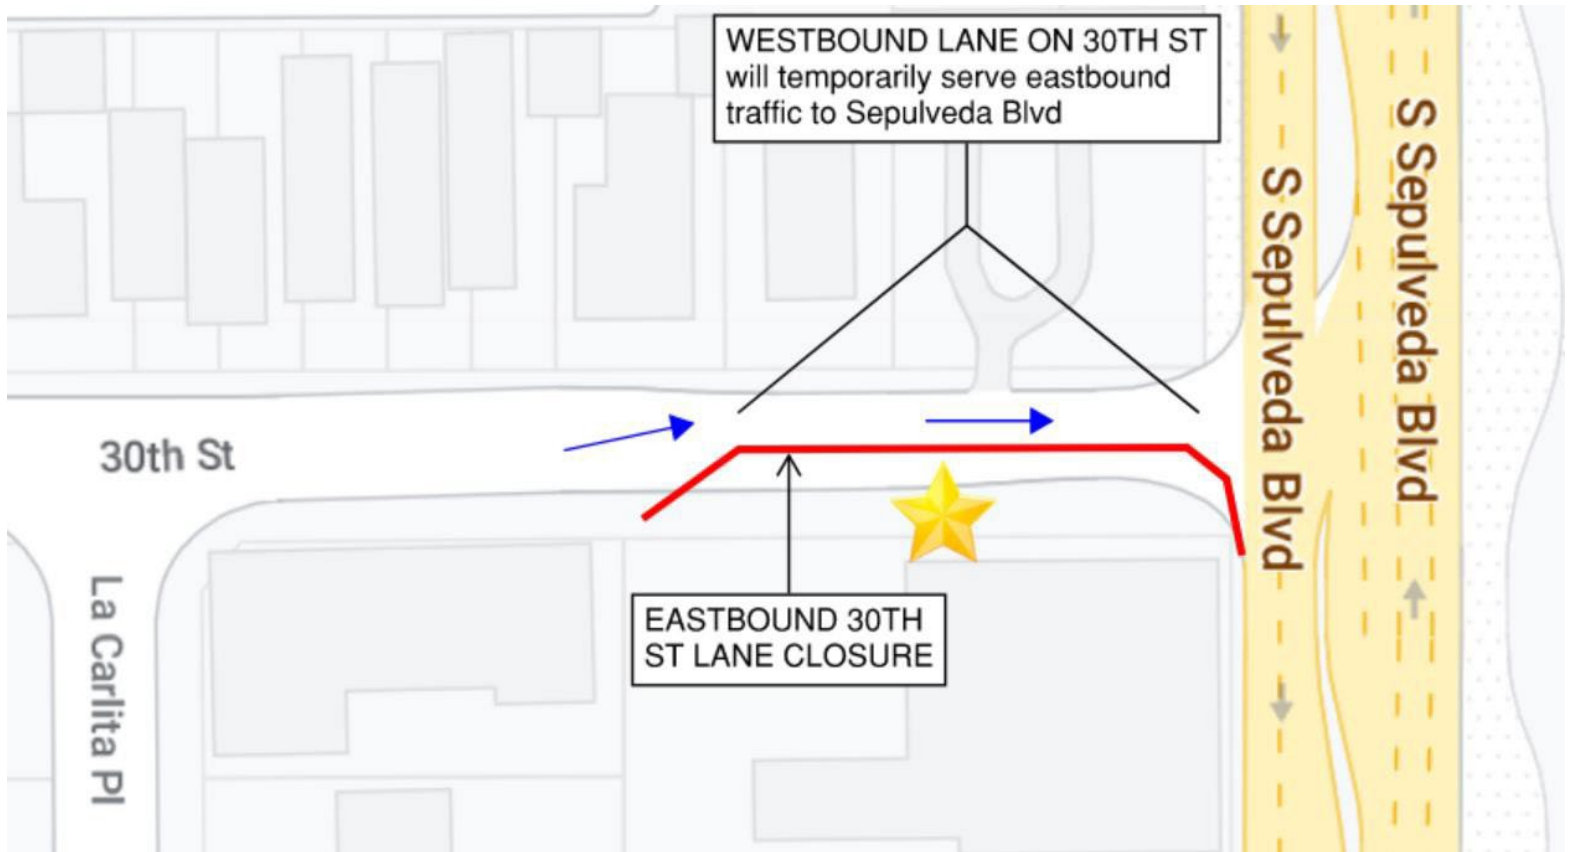 WESTBOUND LANE ON 30TH ST
will temporarily serve eastbound
traffic to Sepulveda Blvd
S Sepulveda Blvd
S Sepulveda Blvd
30th St
La Carlita Pl
EASTBOUND 30TH
ST LANE CLOSURE